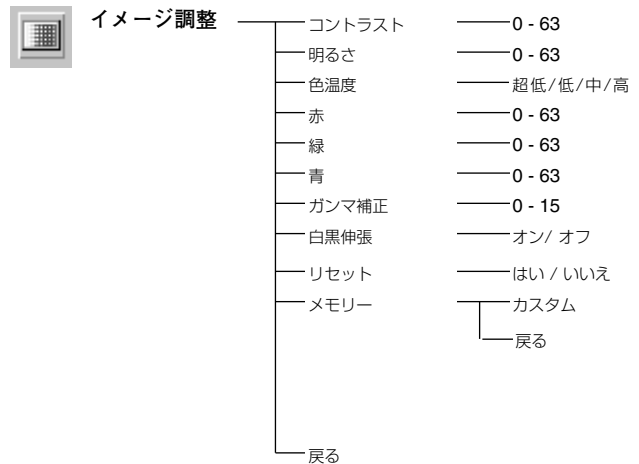 イメージ調整
コントラスト 0 - 63
明るさ 0 - 63
色温度 超低/低/中/高
赤 0 - 63
緑 0 - 63
青 0 - 63
ガンマ補正 0 - 15
白黒伸張 オン/ オフ
リセット はい / いいえ
メモリー カスタム
戻る
戻る